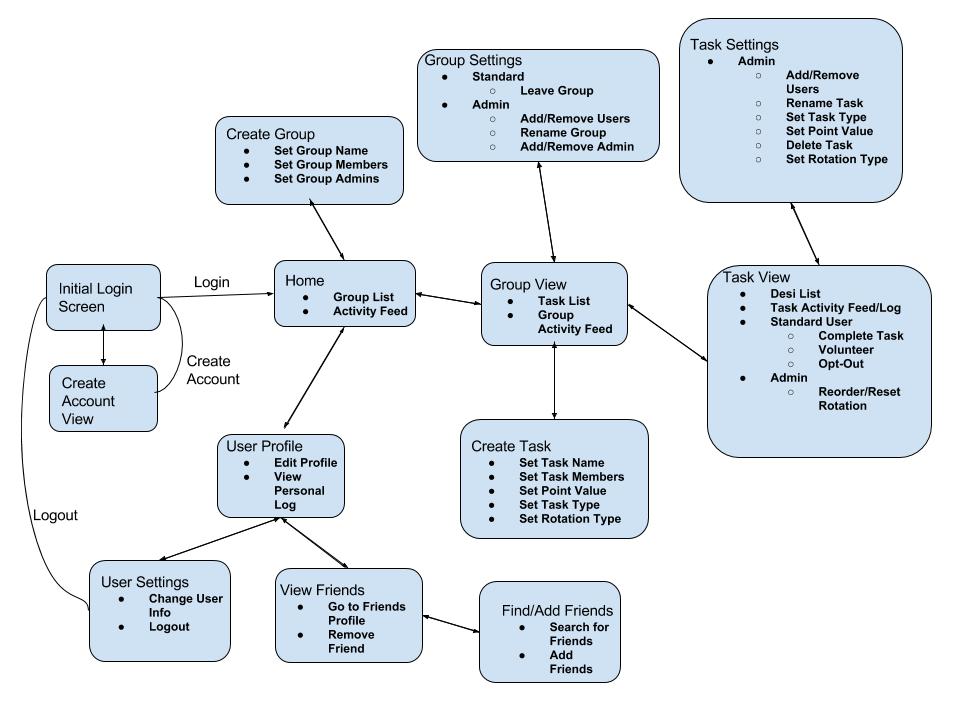 Task Settings
● Admin
○ Add/Remove
Users
○ Rename Task
○ Set Task Type
○ Set Point Value
○ Delete Task
○ Set Rotation Type
Group Settings
● Standard
○ Leave Group
● Admin
○ Add/Remove Users
○ Rename Group
○ Add/Remove Admin
Create Group
● Set Group Name
● Set Group Members
● Set Group Admins
Initial Login
Screen
Login
Home
● Group List
● Activity Feed
Group View
● Task List
● Group
Activity Feed
Task View
● Desi List
● Task Activity Feed/Log
● Standard User
○ Complete Task
○ Volunteer
○ Opt-Out
● Admin
○ Reorder/Reset
Rotation
Create
Account
Create
Account
View
User Profile
● Edit Profile
● View
Personal
Log
Create Task
● Set Task Name
● Set Task Members
● Set Point Value
● Set Task Type
● Set Rotation Type
Logout
User Settings
● Change User
Info
● Logout
View Friends
● Go to Friends
Profile
● Remove
Friend
Find/Add Friends
● Search for
Friends
● Add
Friends